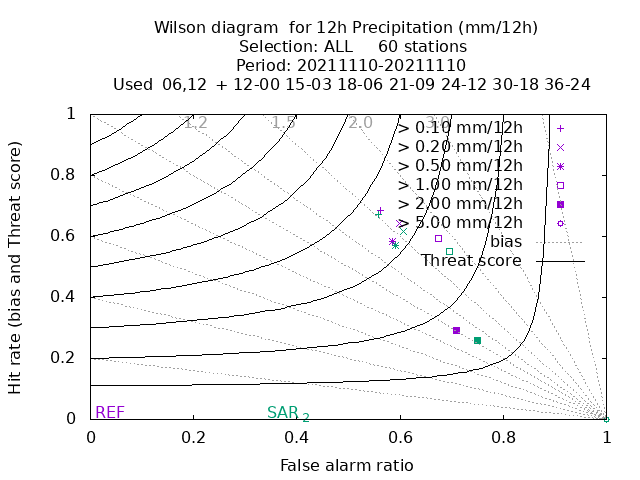 Wilson diagram  for 12h Precipitation (mm/12h)
Selection: ALL     60 stations
Period: 20211110-20211110
Used  06,12  + 12-00 15-03 18-06 21-09 24-12 30-18 36-24
Hit rate (bias and Threat score)
1
0.8
0.6
0.4
0.2
0
1.2
1.5
2.0
3.0
> 0.10 mm/12h
> 0.20 mm/12h
> 0.50 mm/12h
> 1.00 mm/12h
> 2.00 mm/12h
> 5.00 mm/12h
bias
Threat score
REF
SAR 2
0
0.2
0.4
0.6
0.8
1
False alarm ratio